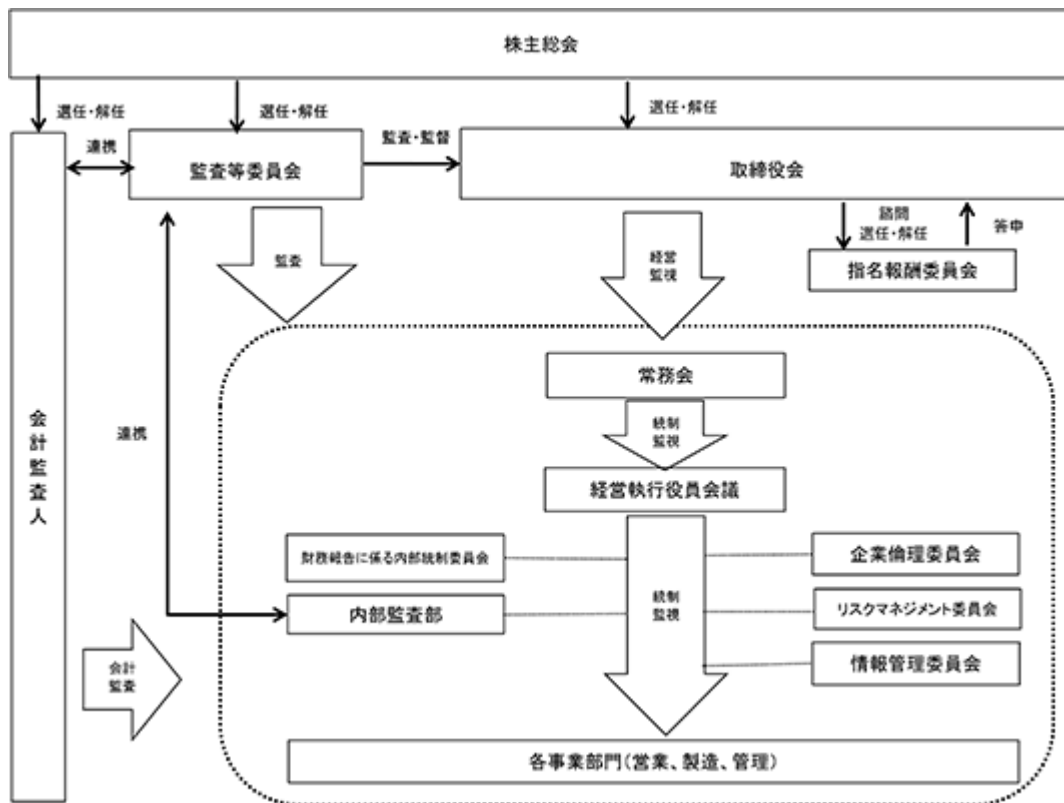 株主総会
選任・解任
選任・解任
選任・解任
連携
監査等委員会
監査・監督
取締役会
監査
経営
監視
諮問
選任・解任
答申
指名報酬委員会
常務会
統制
監視
経営執行役員会議
会計監査人
連携
財務報告に係る内部統制委員会
企業倫理委員会
内部監査部
統制
監視
リスクマネジメント委員会
情報管理委員会
会計
監査
各事業部門(営業、製造、管理)